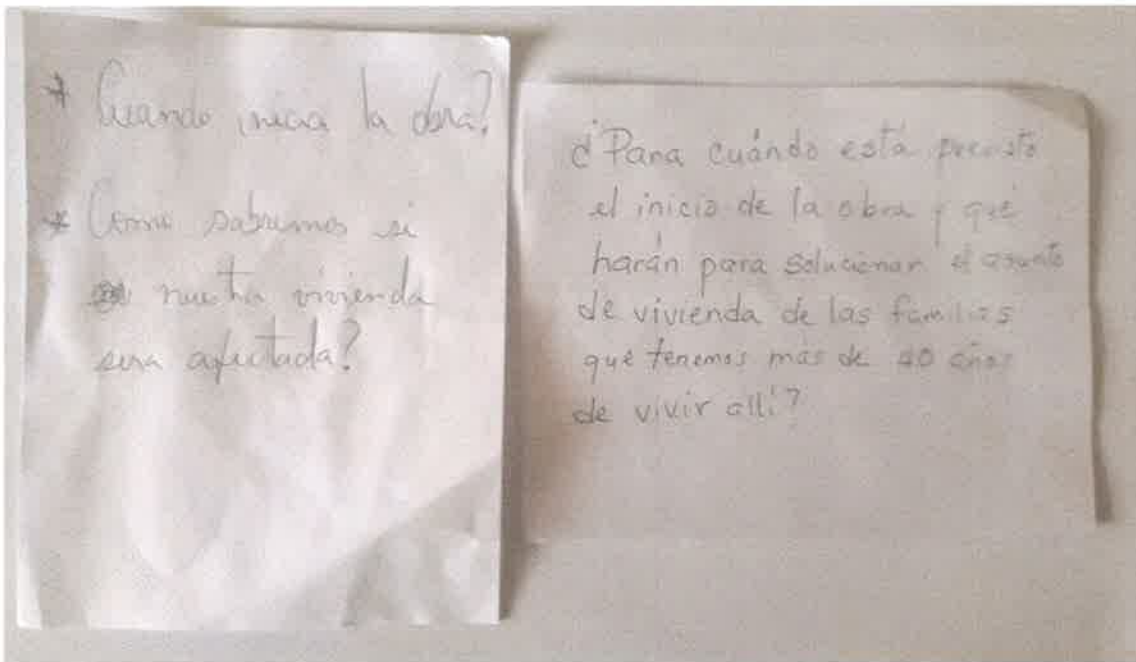 * Cuando inicia la obra?
* Como sabremos si
nuestra vivienda
sera afectada?
¿Para cuándo está previsto
el inicio de la obra y qué
harán para solucionar el asunto
de vivienda de las familias
que tenemos más de 40 años
de vivir allí?